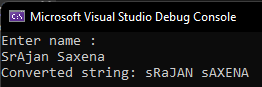 Microsoft Visual Studio Debug Console
Enter name :
SrAjan Saxena
Converted string: sRaJAN sAXENA